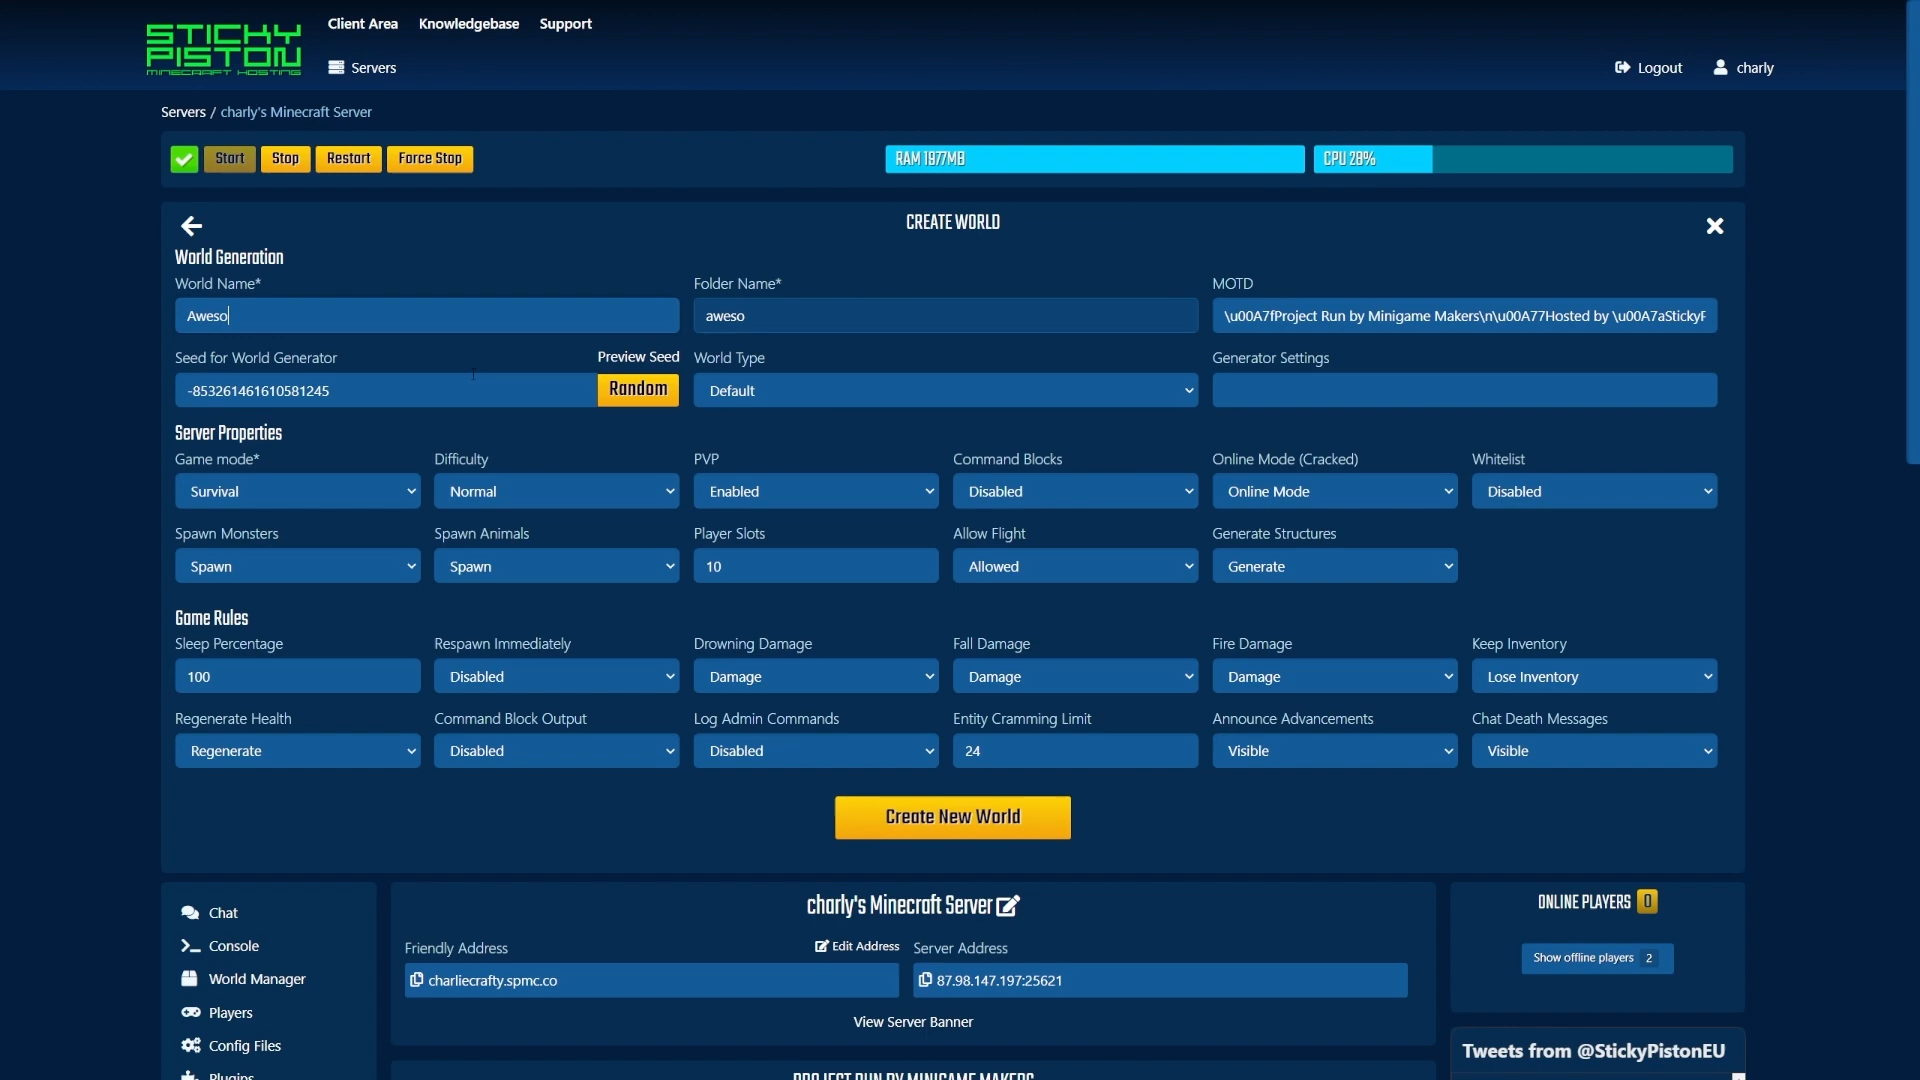 STICKY
PISTON
MINECRAFT HOSTING
Client Area Knowledgebase Support
Servers
Logout charly
Servers / charly's Minecraft Server
Start Stop Restart Force Stop RAM 1977MB CPU 28%
CREATE WORLD
World Generation
World Name* Folder Name* MOTD
Aweso aweso \u00A7fProject Run by Minigame Makers\n\u00A77Hosted by \u00A7aSticky
Seed for World Generator Preview Seed World Type Generator Settings
-853261461610581245 Random Default
Server Properties
Game mode* Difficulty PVP Command Blocks Online Mode (Cracked) Whitelist
Survival Normal Enabled Disabled Online Mode Disabled
Spawn Monsters Spawn Animals Player Slots Allow Flight Generate Structures
Spawn Spawn 10 Allowed Generate
Game Rules
Sleep Percentage Respawn Immediately Drowning Damage Fall Damage Fire Damage Keep Inventory
100 Disabled Damage Damage Damage Lose Inventory
Regenerate Health Command Block Output Log Admin Commands Entity Cramming Limit Announce Advancements Chat Death Messages
Regenerate Disabled Disabled 24 Visible Visible
Create New World
Chat
Console
World Manager
Players
Config Files
Plugins
charly's Minecraft Server
Friendly Address Edit Address Server Address
charliecrafty.spmc.co 87.98.147.197:25621
View Server Banner
PROJECT RUN BY MINIGAME MAKERS
ONLINE PLAYERS 0
Show offline players 2
Tweets from @StickyPistonEU